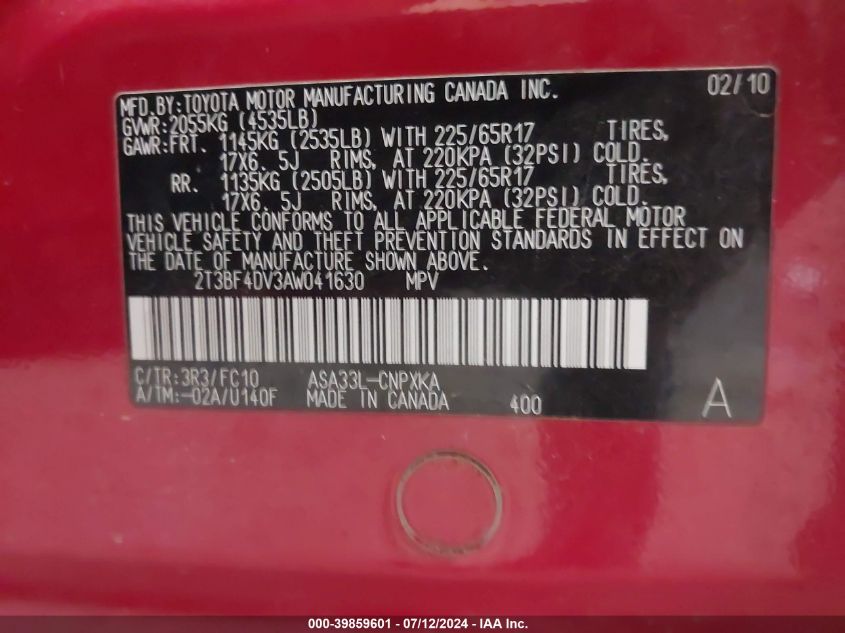 MFD.BY:TOYOTA MOTOR MANUFACTURING CANADA INC. 02/10
GVWR:2055KG (4535LB)
GAWR:FRT. 1145KG (2535LB) WITH 225/65R17 TIRES,
17X6. 5J RIMS, AT 220KPA (32PSI) COLD.
RR. 1135KG (2505LB) WITH 225/65R17 TIRES,
17X6. 5J RIMS, AT 220KPA (32PSI) COLD.
THIS VEHICLE CONFORMS TO ALL APPLICABLE FEDERAL MOTOR
VEHICLE SAFETY AND THEFT PREVENTION STANDARDS IN EFFECT ON
THE DATE OF MANUFACTURE SHOWN ABOVE.
2T3BF4DV3AW041630 MPV
C/TR:3R3/FC10 ASA33L-CNPXKA
A/TM:-02A/U140F MADE IN CANADA 400 A
000-39859601 - 07/12/2024 - IAA Inc.